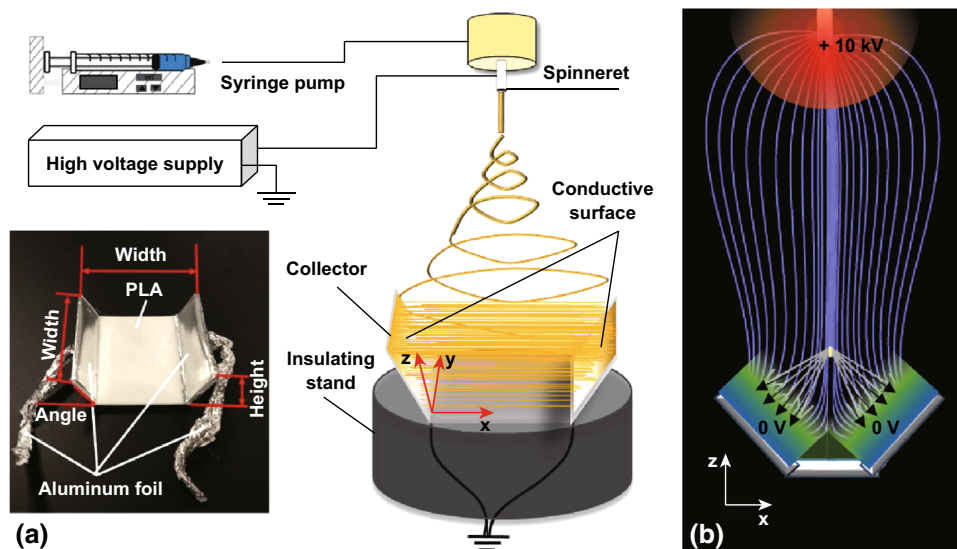 Syringe pump
Spinneret
High voltage supply
Conductive
surface
Collector
Insulating
stand
z
y
x
Width
PLA
Width
Height
Angle
Aluminum foil
(a)
+ 10 kV
0 V
0 V
z
x
(b)